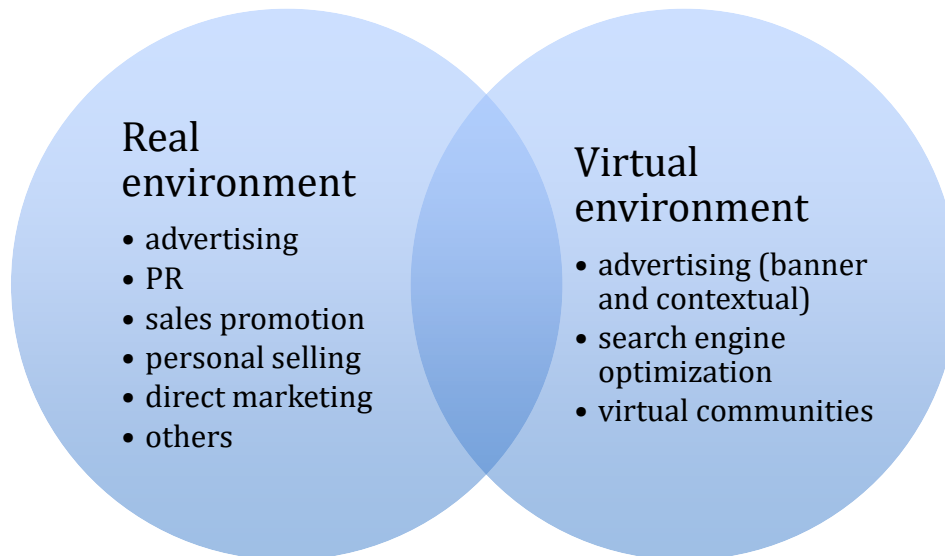 Real
environment
• advertising
• PR
• sales promotion
• personal selling
• direct marketing
• others
Virtual
environment
• advertising (banner
and contextual)
• search engine
optimization
• virtual communities